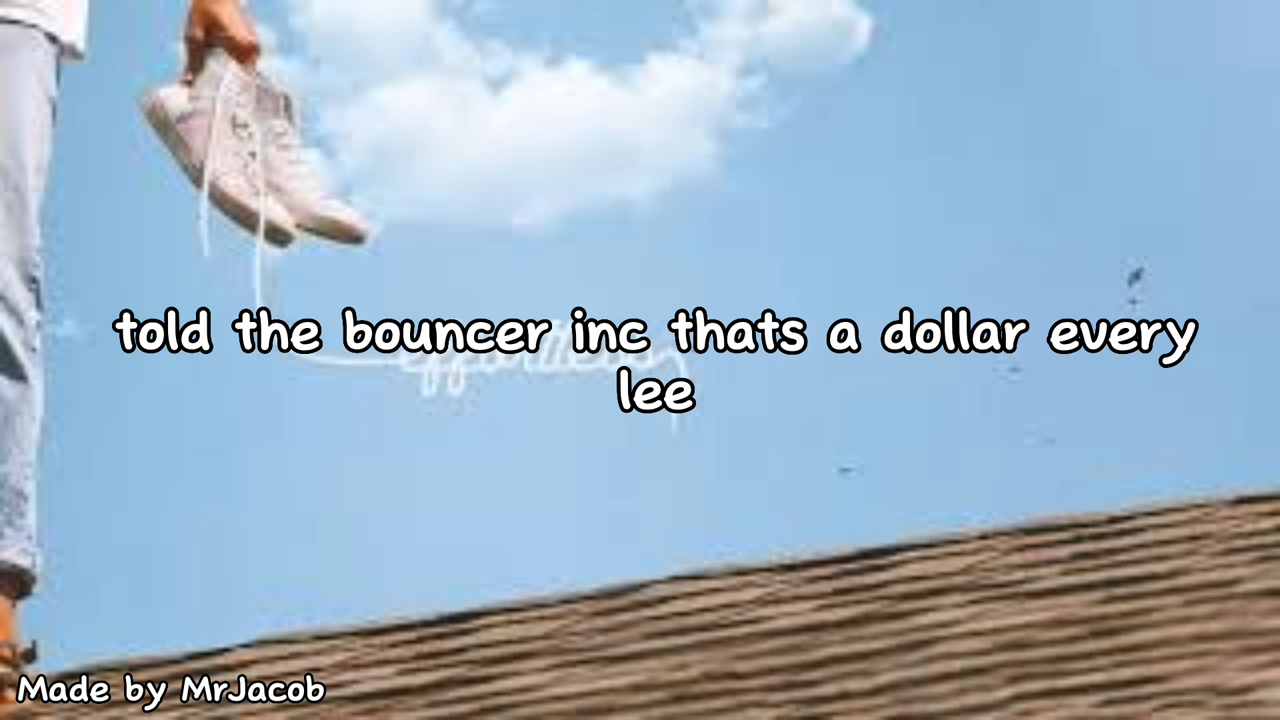 told the bouncer inc thats a dollar every
lee
Made by MrJacob